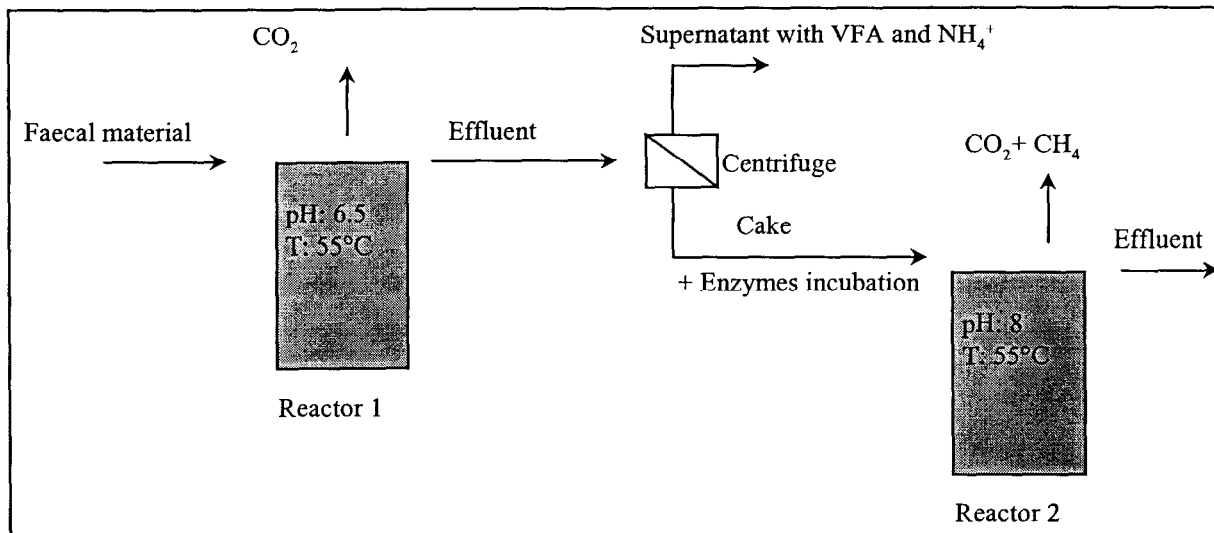 CO₂
Supernatant with VFA and NH₄⁺
Faecal material
Effluent
Centrifuge
CO₂+ CH₄
pH: 6.5
T: 55°C
Cake
Effluent
+ Enzymes incubation
pH: 8
T: 55°C
Reactor 1
Reactor 2